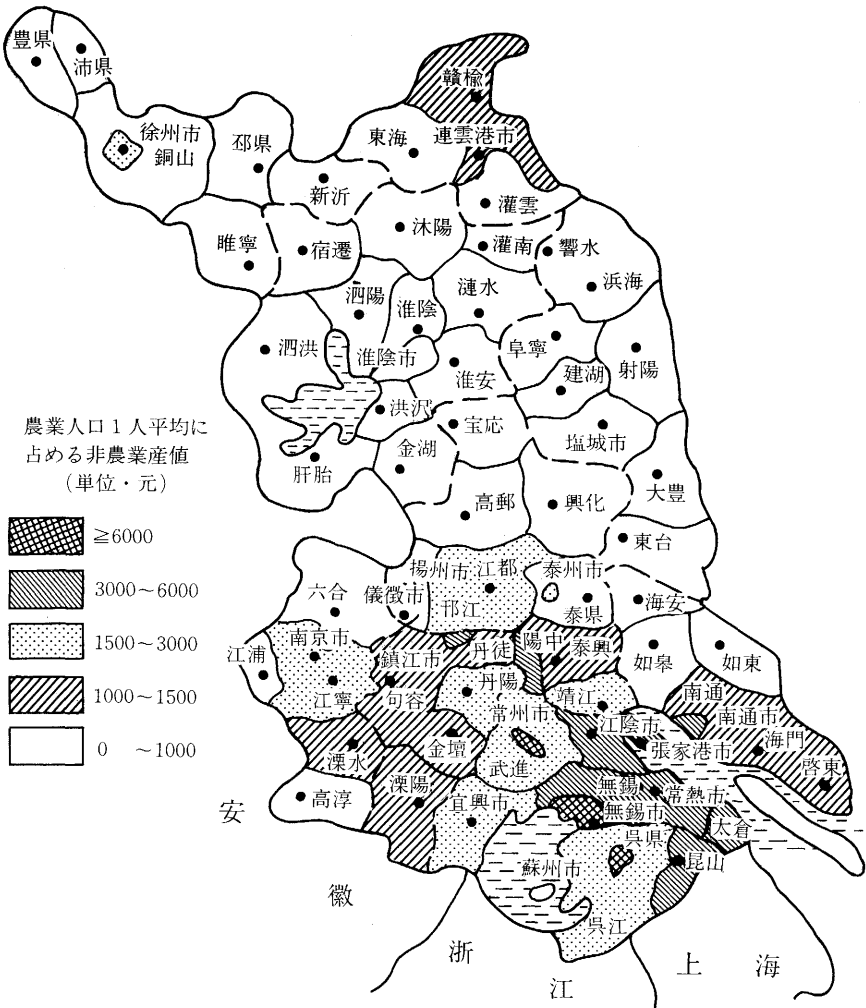 豊県
沛県
徐州市
銅山
邳県
新沂
東海
贛楡
連雲港市
灌雲
睢寧
宿遷
沭陽
灌南
響水
浜海
泗陽
淮陰
漣水
泗洪
淮陰市
淮安
阜寧
建湖
射陽
洪沢
宝応
塩城市
金湖
肝胎
高郵
興化
大豊
東台
農業人口1人平均に
占める非農業産値
(単位・元)
≧6000
3000~6000
1500~3000
1000~1500
0 ~1000
六合
儀徴市
揚州市
江都
邗江
泰州市
泰県
海安
江浦
南京市
江寧
鎮江市
句容
丹徒
陽中
泰興
如皋
如東
丹陽
靖江
南通
南通市
海門
啓東
常州市
江陰市
張家港市
溧水
金壇
武進
高淳
溧陽
宜興市
無錫
無錫市
常熟市
太倉
呉県
昆山
蘇州市
呉江
安
徽
浙
江
上
海